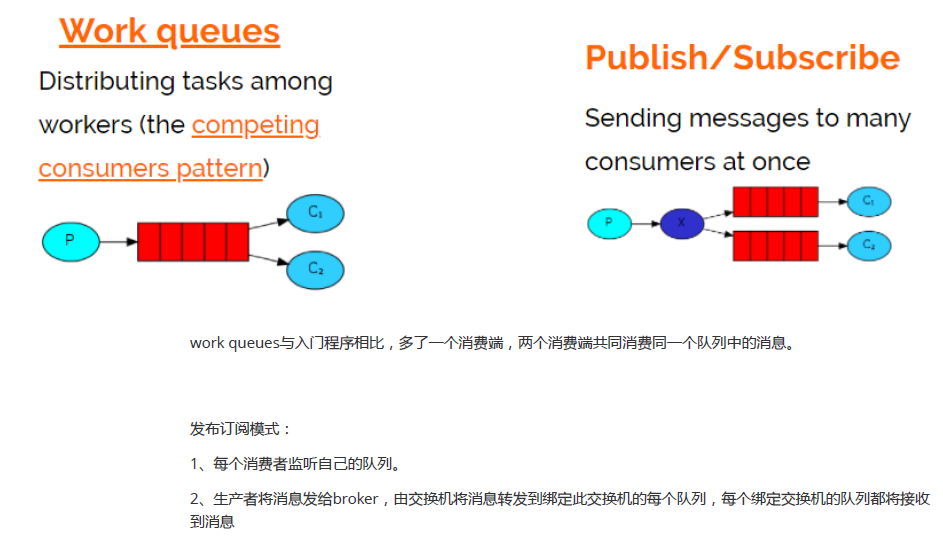 Work queues
Distributing tasks among
workers (the competing
consumers pattern)
P
C₁
C₂
Publish/Subscribe
Sending messages to many
consumers at once
P
X
C₁
C₂
work queues与入门程序相比，多了一个消费端，两个消费端共同消费同一个队列中的消息。
发布订阅模式：
1、每个消费者监听自己的队列。
2、生产者将消息发给broker，由交换机将消息转发到绑定此交换机的每个队列，每个绑定交换机的队列都将接收
到消息